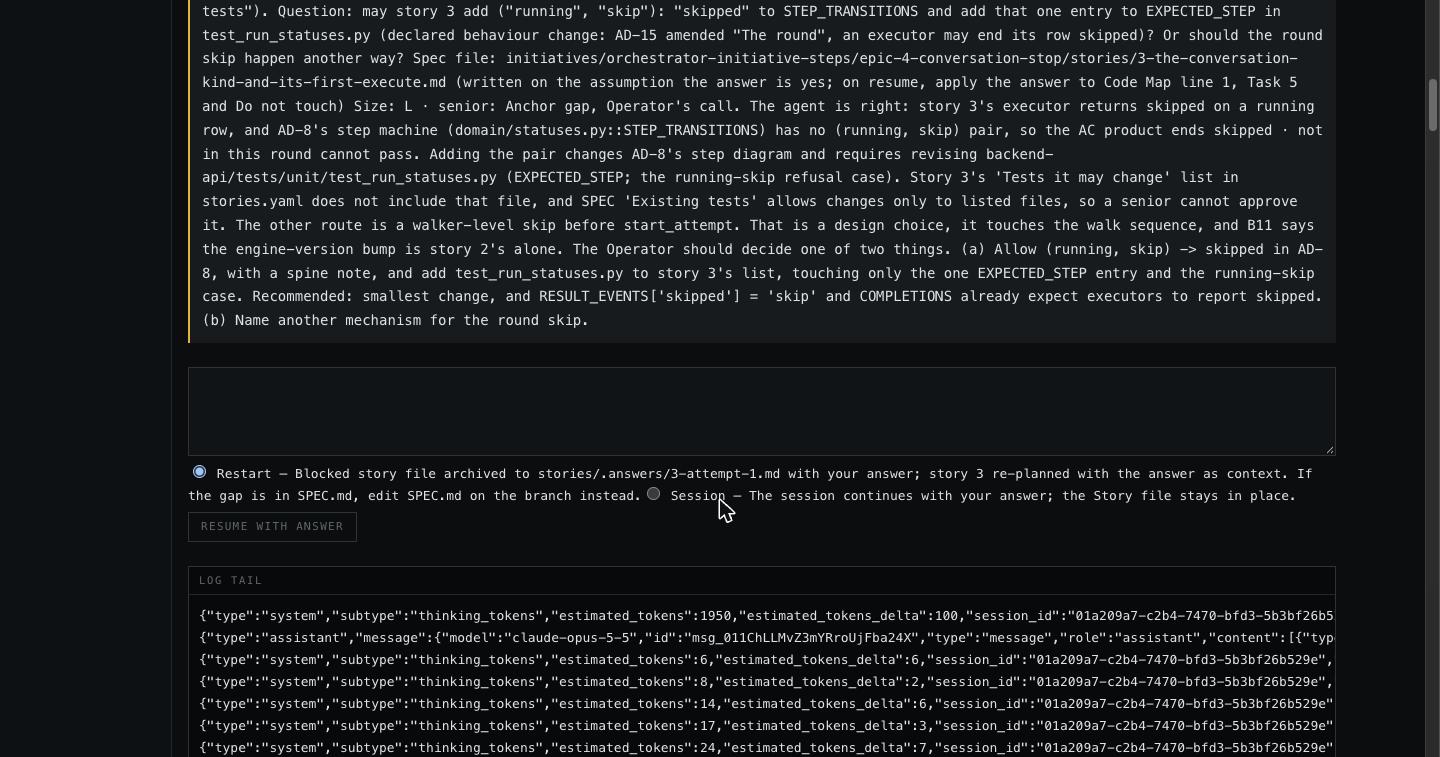 tests"). Question: may story 3 add ("running", "skip"): "skipped" to STEP_TRANSITIONS and add that one entry to EXPECTED_STEP in
test_run_statuses.py (declared behaviour change: AD-15 amended "The round", an executor may end its row skipped)? Or should the round
skip happen another way? Spec file: initiatives/orchestrator-initiative-steps/epic-4-conversation-stop/stories/3-the-conversation-
kind-and-its-first-execute.md (written on the assumption the answer is yes; on resume, apply the answer to Code Map line 1, Task 5
and Do not touch) Size: L · senior: Anchor gap, Operator's call. The agent is right: story 3's executor returns skipped on a running
row, and AD-8's step machine (domain/statuses.py::STEP_TRANSITIONS) has no (running, skip) pair, so the AC product ends skipped · not
in this round cannot pass. Adding the pair changes AD-8's step diagram and requires revising backend-
api/tests/unit/test_run_statuses.py (EXPECTED_STEP; the running-skip refusal case). Story 3's 'Tests it may change' list in
stories.yaml does not include that file, and SPEC 'Existing tests' allows changes only to listed files, so a senior cannot approve
it. The other route is a walker-level skip before start_attempt. That is a design choice, it touches the walk sequence, and B11 says
the engine-version bump is story 2's alone. The Operator should decide one of two things. (a) Allow (running, skip) -> skipped in AD-
8, with a spine note, and add test_run_statuses.py to story 3's list, touching only the one EXPECTED_STEP entry and the running-skip
case. Recommended: smallest change, and RESULT_EVENTS['skipped'] = 'skip' and COMPLETIONS already expect executors to report skipped.
(b) Name another mechanism for the round skip.
Restart — Blocked story file archived to stories/.answers/3-attempt-1.md with your answer; story 3 re-planned with the answer as context. If
the gap is in SPEC.md, edit SPEC.md on the branch instead. Session — The session continues with your answer; the Story file stays in place.
RESUME WITH ANSWER
LOG TAIL
{"type":"system","subtype":"thinking_tokens","estimated_tokens":1950,"estimated_tokens_delta":100,"session_id":"01a209a7-c2b4-7470-bfd3-5b3bf26b5
{"type":"assistant","message":{"model":"claude-opus-5-5","id":"msg_011ChLLMvZ3mYRroUjFba24X","type":"message","role":"assistant","content":[{"typ
{"type":"system","subtype":"thinking_tokens","estimated_tokens":6,"estimated_tokens_delta":6,"session_id":"01a209a7-c2b4-7470-bfd3-5b3bf26b529e",
{"type":"system","subtype":"thinking_tokens","estimated_tokens":8,"estimated_tokens_delta":2,"session_id":"01a209a7-c2b4-7470-bfd3-5b3bf26b529e",
{"type":"system","subtype":"thinking_tokens","estimated_tokens":14,"estimated_tokens_delta":6,"session_id":"01a209a7-c2b4-7470-bfd3-5b3bf26b529e"
{"type":"system","subtype":"thinking_tokens","estimated_tokens":17,"estimated_tokens_delta":3,"session_id":"01a209a7-c2b4-7470-bfd3-5b3bf26b529e"
{"type":"system","subtype":"thinking_tokens","estimated_tokens":24,"estimated_tokens_delta":7,"session_id":"01a209a7-c2b4-7470-bfd3-5b3bf26b529e"